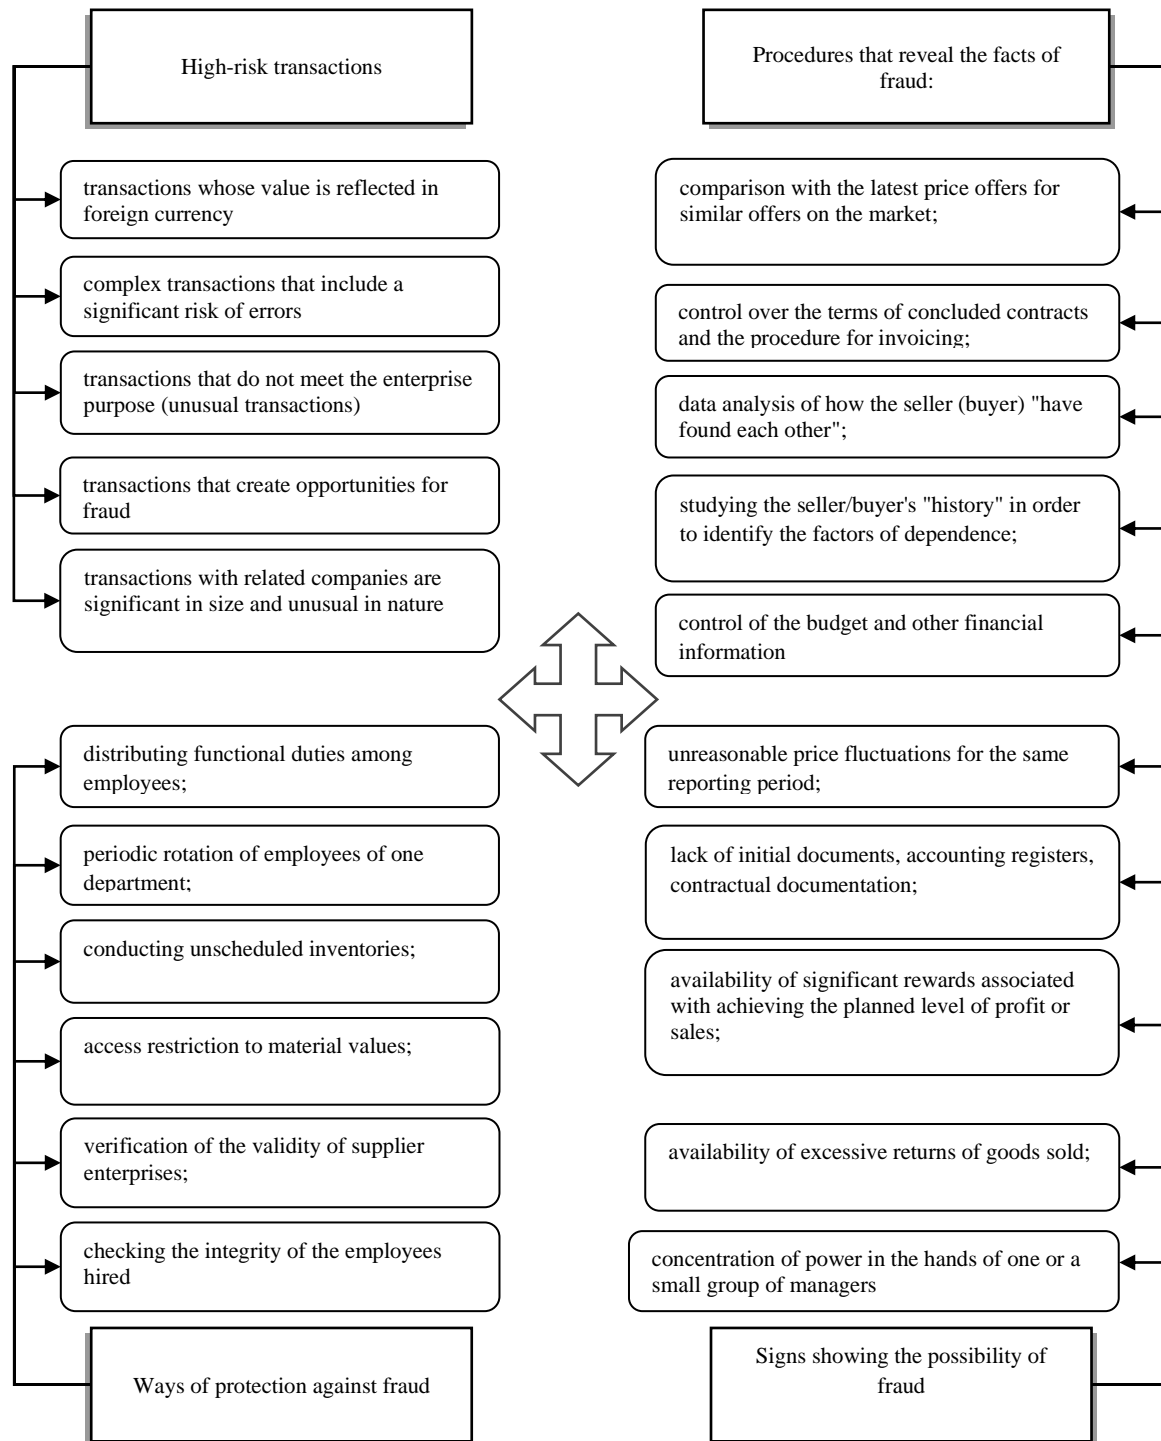 High-risk transactions
transactions whose value is reflected in
foreign currency
complex transactions that include a
significant risk of errors
transactions that do not meet the enterprise
purpose (unusual transactions)
transactions that create opportunities for
fraud
transactions with related companies are
significant in size and unusual in nature
Procedures that reveal the facts of
fraud:
comparison with the latest price offers for
similar offers on the market;
control over the terms of concluded contracts
and the procedure for invoicing;
data analysis of how the seller (buyer) "have
found each other";
studying the seller/buyer's "history" in order
to identify the factors of dependence;
control of the budget and other financial
information
distributing functional duties among
employees;
periodic rotation of employees of one
department;
conducting unscheduled inventories;
access restriction to material values;
verification of the validity of supplier
enterprises;
checking the integrity of the employees
hired
Ways of protection against fraud
unreasonable price fluctuations for the same
reporting period;
lack of initial documents, accounting registers,
contractual documentation;
availability of significant rewards associated
with achieving the planned level of profit or
sales;
availability of excessive returns of goods sold;
concentration of power in the hands of one or a
small group of managers
Signs showing the possibility of
fraud